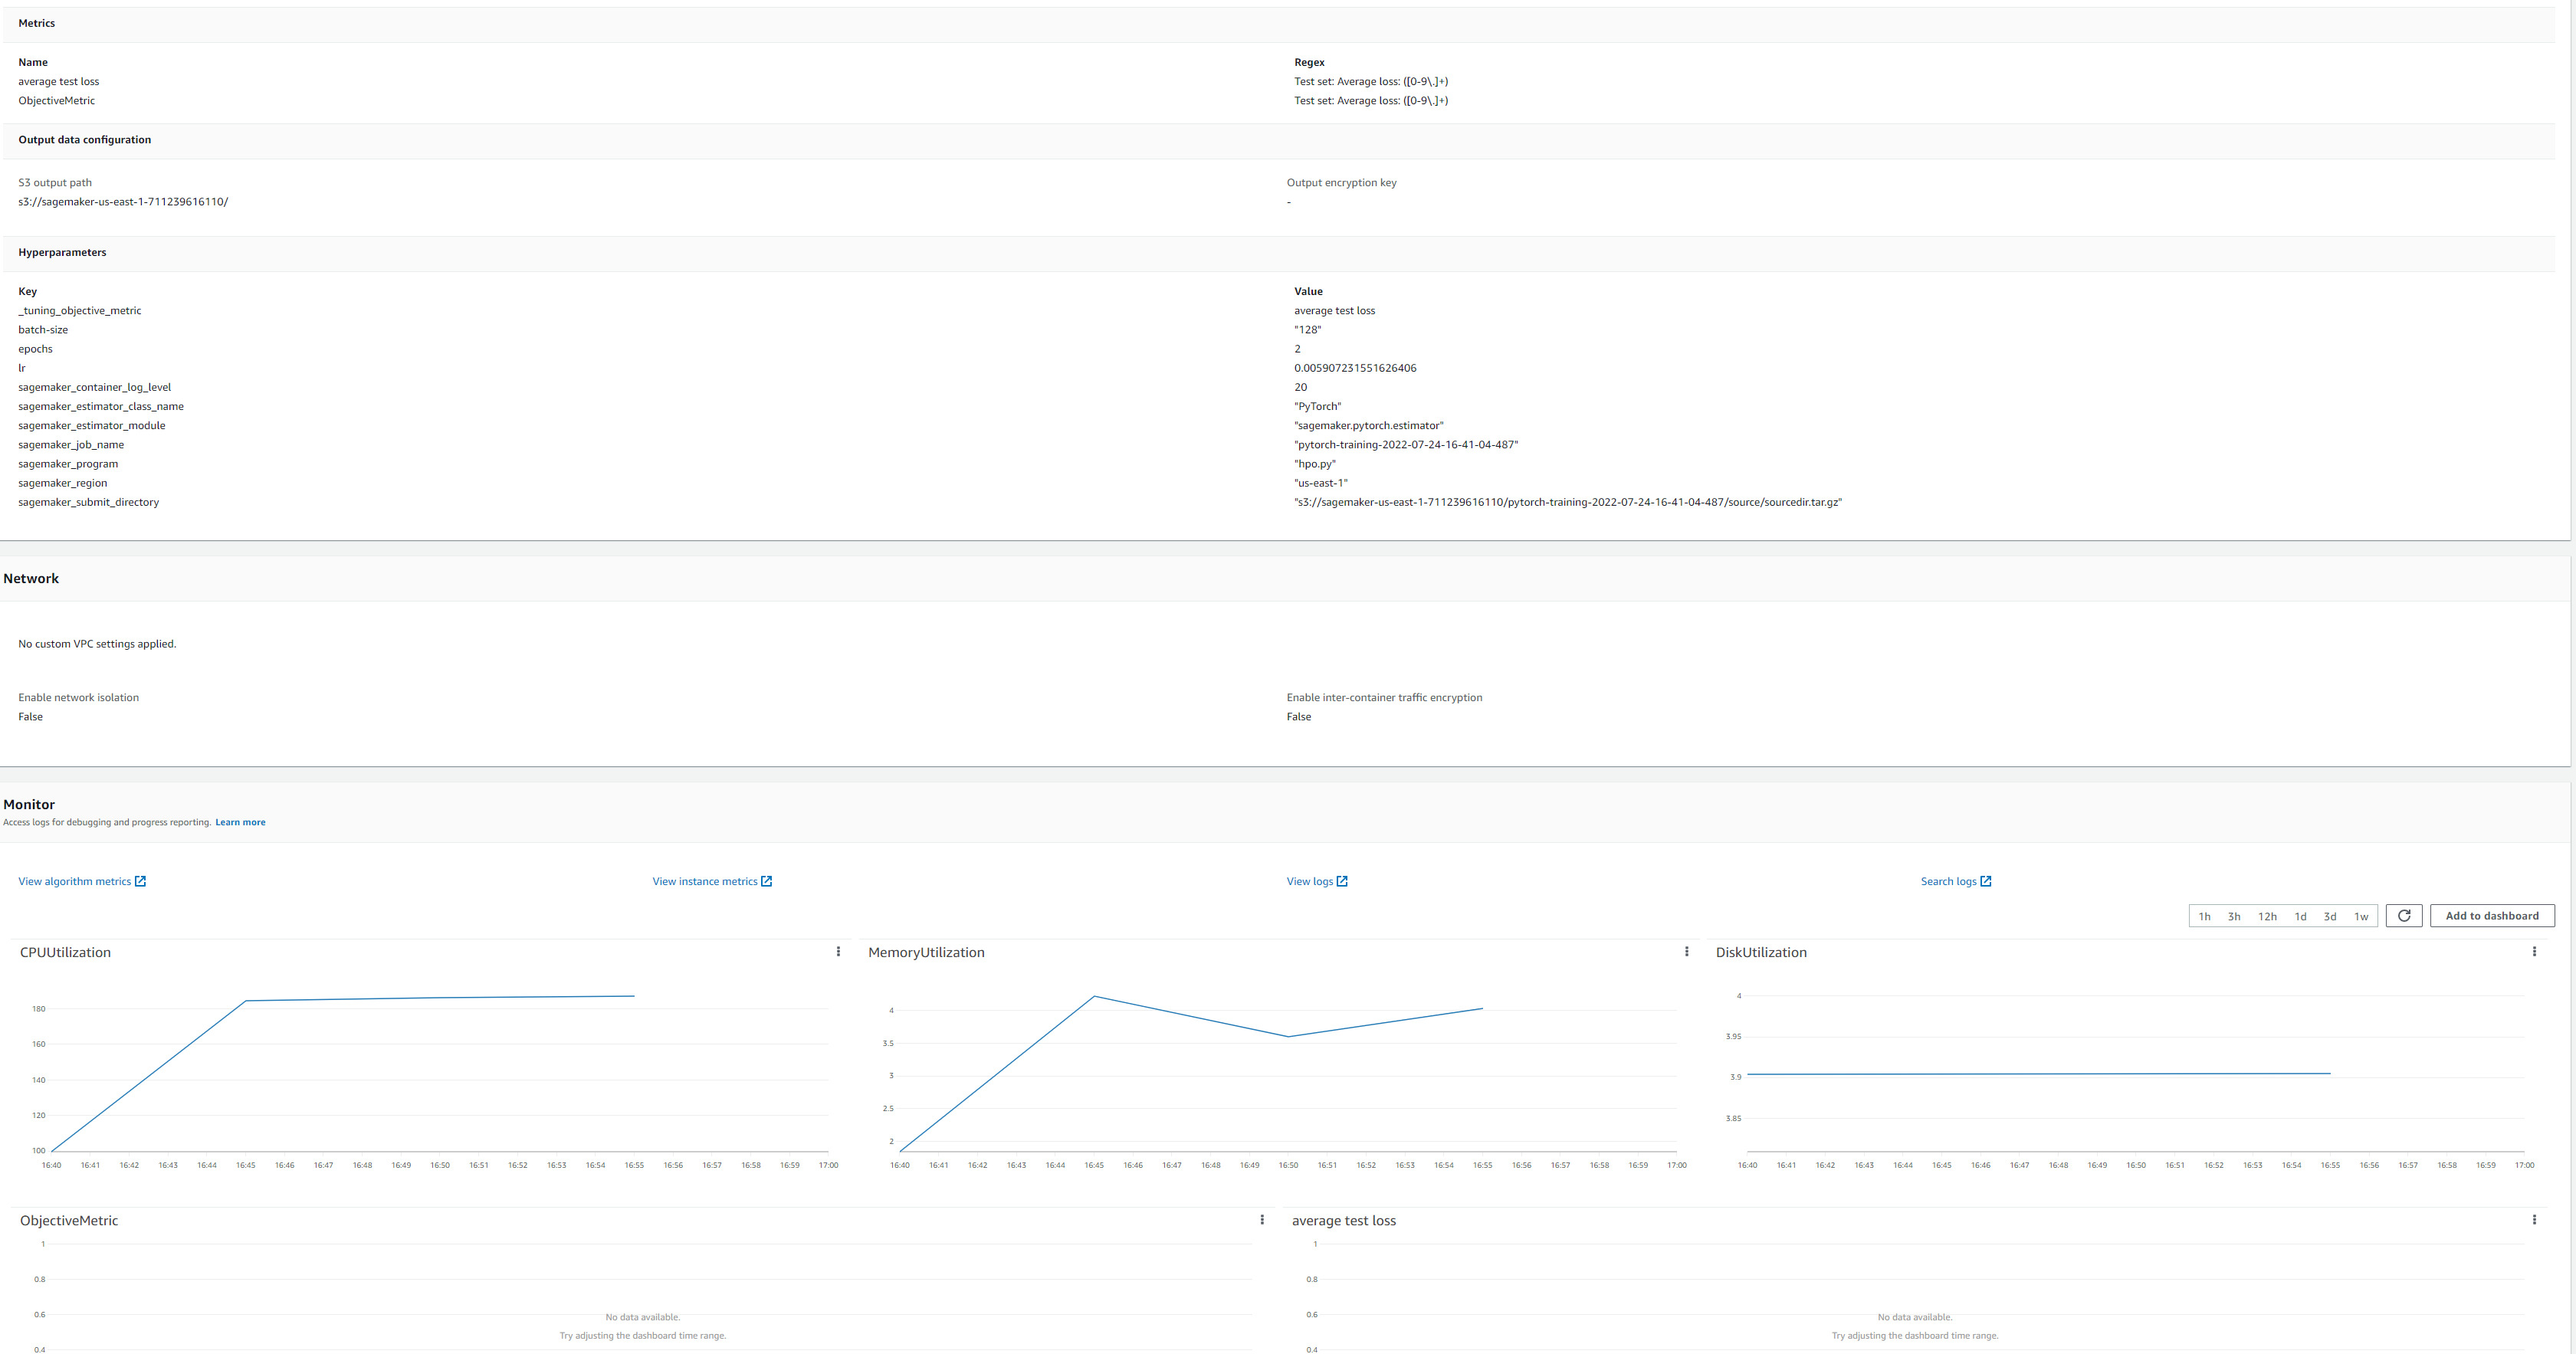 Metrics
Name Regex
average test loss Test set: Average loss: ([0-9\.]+)
ObjectiveMetric Test set: Average loss: ([0-9\.]+)
Output data configuration
S3 output path Output encryption key
s3://sagemaker-us-east-1-711239616110/ -
Hyperparameters
Key Value
_tuning_objective_metric average test loss
batch-size "128"
epochs 2
lr 0.005907231551626406
sagemaker_container_log_level 20
sagemaker_estimator_class_name "PyTorch"
sagemaker_estimator_module "sagemaker.pytorch.estimator"
sagemaker_job_name "pytorch-training-2022-07-24-16-41-04-487"
sagemaker_program "hpo.py"
sagemaker_region "us-east-1"
sagemaker_submit_directory "s3://sagemaker-us-east-1-711239616110/pytorch-training-2022-07-24-16-41-04-487/source/sourcedir.tar.gz"
Network
No custom VPC settings applied.
Enable network isolation Enable inter-container traffic encryption
False False
Monitor
Access logs for debugging and progress reporting. Learn more
View algorithm metrics View instance metrics View logs Search logs
1h 3h 12h 1d 3d 1w Add to dashboard
CPUUtilization
180
160
140
120
100
16:40 16:41 16:42 16:43 16:44 16:45 16:46 16:47 16:48 16:49 16:50 16:51 16:52 16:53 16:54 16:55 16:56 16:57 16:58 16:59 17:00
MemoryUtilization
4
3.5
3
2.5
2
16:40 16:41 16:42 16:43 16:44 16:45 16:46 16:47 16:48 16:49 16:50 16:51 16:52 16:53 16:54 16:55 16:56 16:57 16:58 16:59 17:00
DiskUtilization
4
3.95
3.9
3.85
16:40 16:41 16:42 16:43 16:44 16:45 16:46 16:47 16:48 16:49 16:50 16:51 16:52 16:53 16:54 16:55 16:56 16:57 16:58 16:59 17:00
ObjectiveMetric
1
0.8
0.6
No data available.
Try adjusting the dashboard time range.
0.4
average test loss
1
0.8
0.6
No data available.
Try adjusting the dashboard time range.
0.4